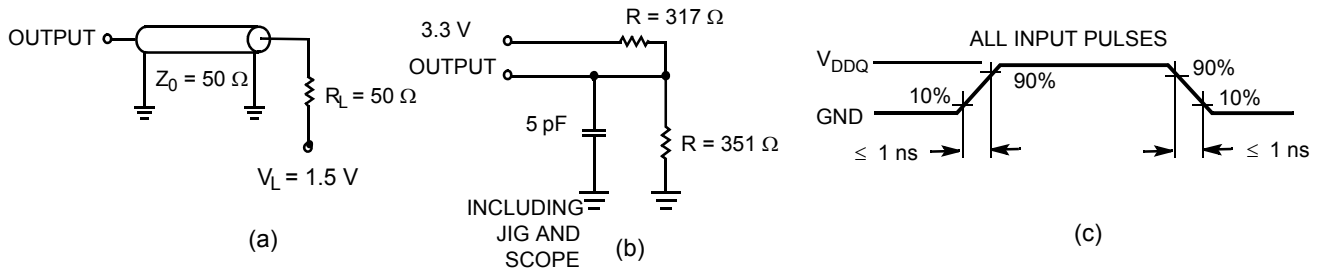 OUTPUT
Z0 = 50 Ω
RL = 50 Ω
VL = 1.5 V
(a)
R = 317 Ω
3.3 V
OUTPUT
5 pF
R = 351 Ω
INCLUDING
JIG AND
SCOPE
(b)
ALL INPUT PULSES
VDDQ
GND
10%
90%
90%
10%
≤ 1 ns
≤ 1 ns
(c)